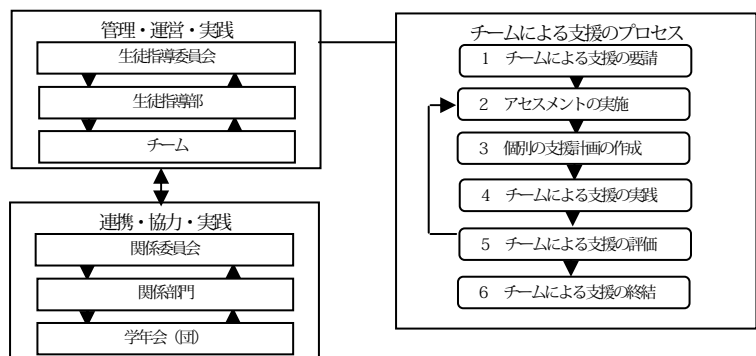 管理・運営・実践
生徒指導委員会
生徒指導部
チーム
連携・協力・実践
関係委員会
関係部門
学年会（団）
チームによる支援のプロセス
1 チームによる支援の要請
2 アセスメントの実施
3 個別の支援計画の作成
4 チームによる支援の実践
5 チームによる支援の評価
6 チームによる支援の終結